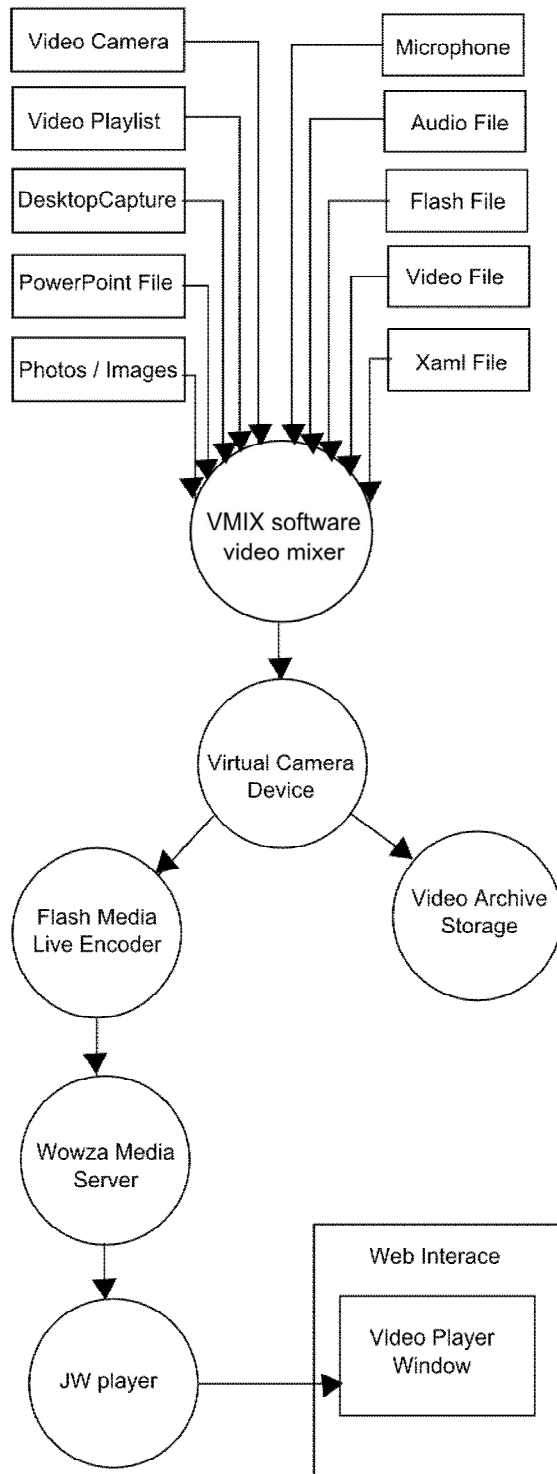 Video Camera
Microphone
Video Playlist
Audio File
DesktopCapture
Flash File
PowerPoint File
Video File
Photos / Images
Xaml File
VMIX software
video mixer
Virtual Camera
Device
Flash Media
Live Encoder
Video Archive
Storage
Wowza Media
Server
Web Interace
JW player
Video Player
Window